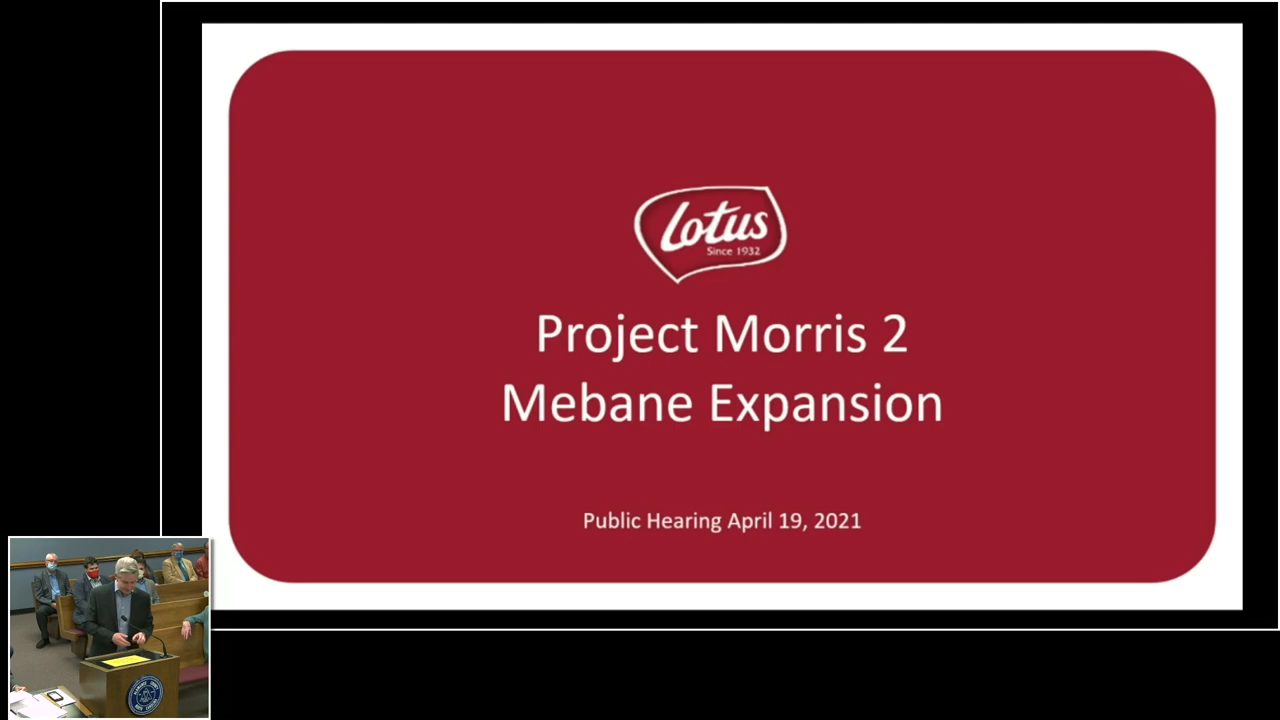 Lotus
Since 1932
Project Morris 2
Mebane Expansion
Public Hearing April 19, 2021